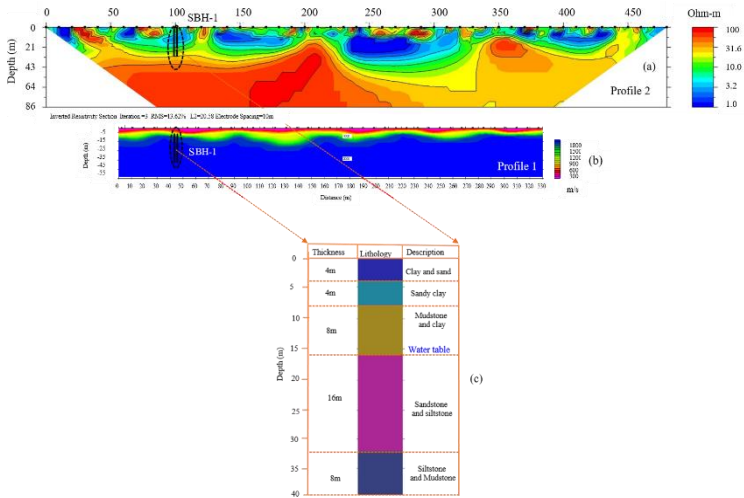 SBH-1
Ohm-m
0 50 100 150 200 250 300 350 400 450
Depth (m)
0
21
43
64
86
(a)
Profile 2
100
31.6
10.0
3.2
1.0
Inverted Resistivity Section Iteration =3 RMS=13.62% L2=20.58 Electrode Spacing=10m
Depth (m)
SBH-1
Profile 1
(b)
1800
1500
1200
900
600
300
m/s
Distance (m)
Thickness Lithology Description
Depth (m)
0
5
10
15
20
25
30
35
40
4m Clay and sand
4m Sandy clay
8m Mudstone
and clay
Water table
16m Sandstone
and siltstone
8m Siltstone
and Mudstone
(c)